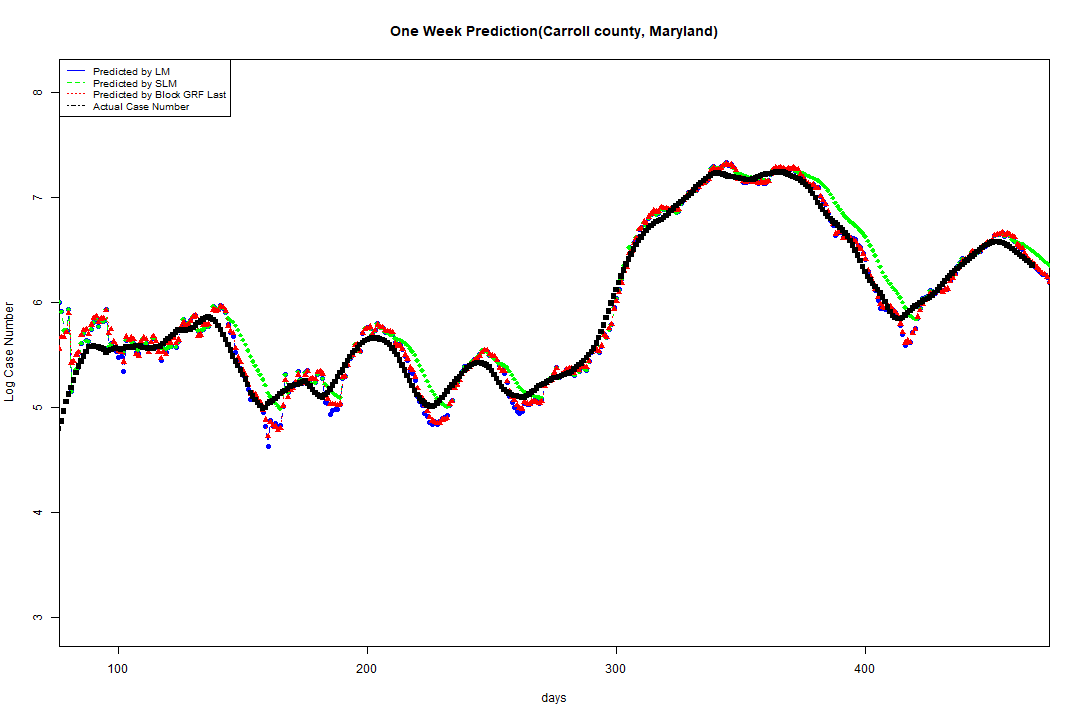 One Week Prediction(Carroll county, Maryland)
Predicted by LM
Predicted by SLM
Predicted by Block GRF Last
Actual Case Number
8
7
6
5
4
3
Log Case Number
100 200 300 400
days